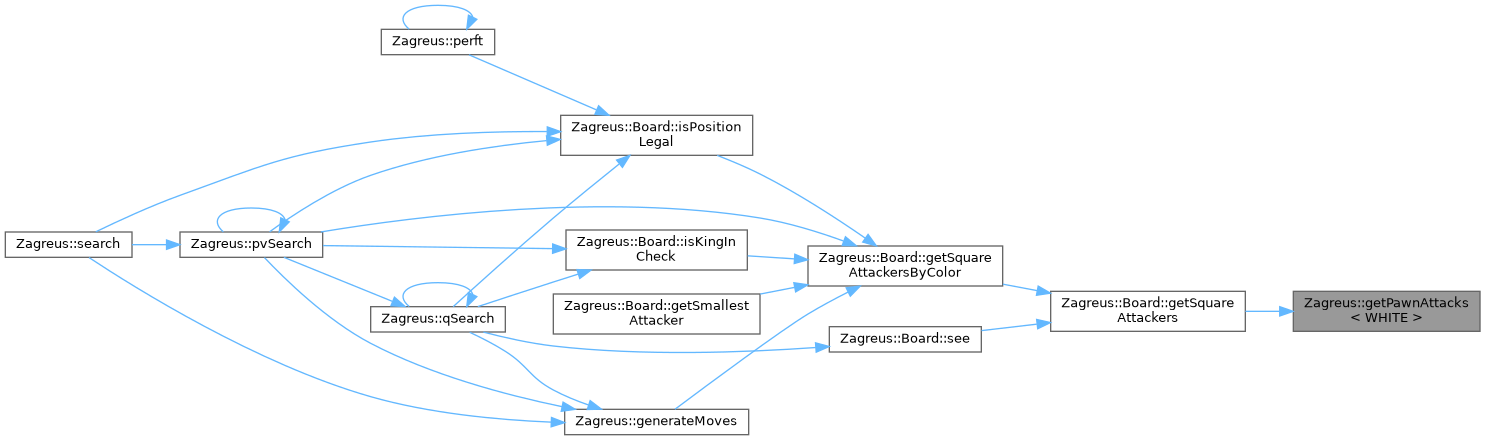 Zagreus::perft
Zagreus::Board::isPosition
Legal
Zagreus::search
Zagreus::pvSearch
Zagreus::Board::isKingIn
Check
Zagreus::Board::getSquare
AttackersByColor
Zagreus::qSearch
Zagreus::Board::getSmallest
Attacker
Zagreus::Board::getSquare
Attackers
Zagreus::getPawnAttacks
< WHITE >
Zagreus::Board::see
Zagreus::generateMoves